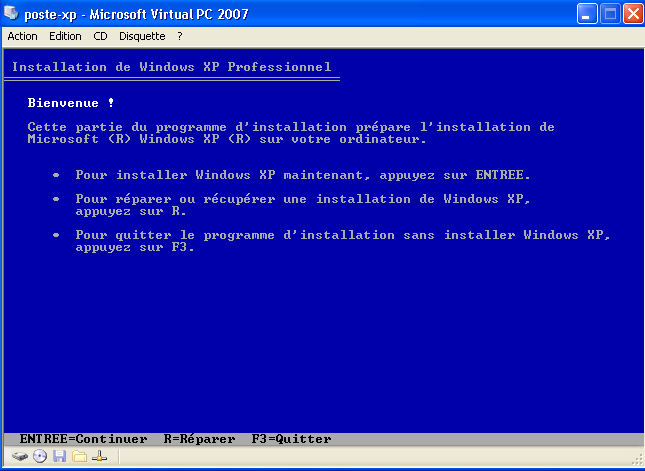 poste-xp - Microsoft Virtual PC 2007
Action Edition CD Disquette ?
Installation de Windows XP Professionnel
Bienvenue !
Cette partie du programme d'installation prépare l'installation de
Microsoft (R) Windows XP (R) sur votre ordinateur.
• Pour installer Windows XP maintenant, appuyez sur ENTREE.
• Pour réparer ou récupérer une installation de Windows XP,
appuyez sur R.
• Pour quitter le programme d'installation sans installer Windows XP,
appuyez sur F3.
ENTREE=Continuer R=Réparer F3=Quitter